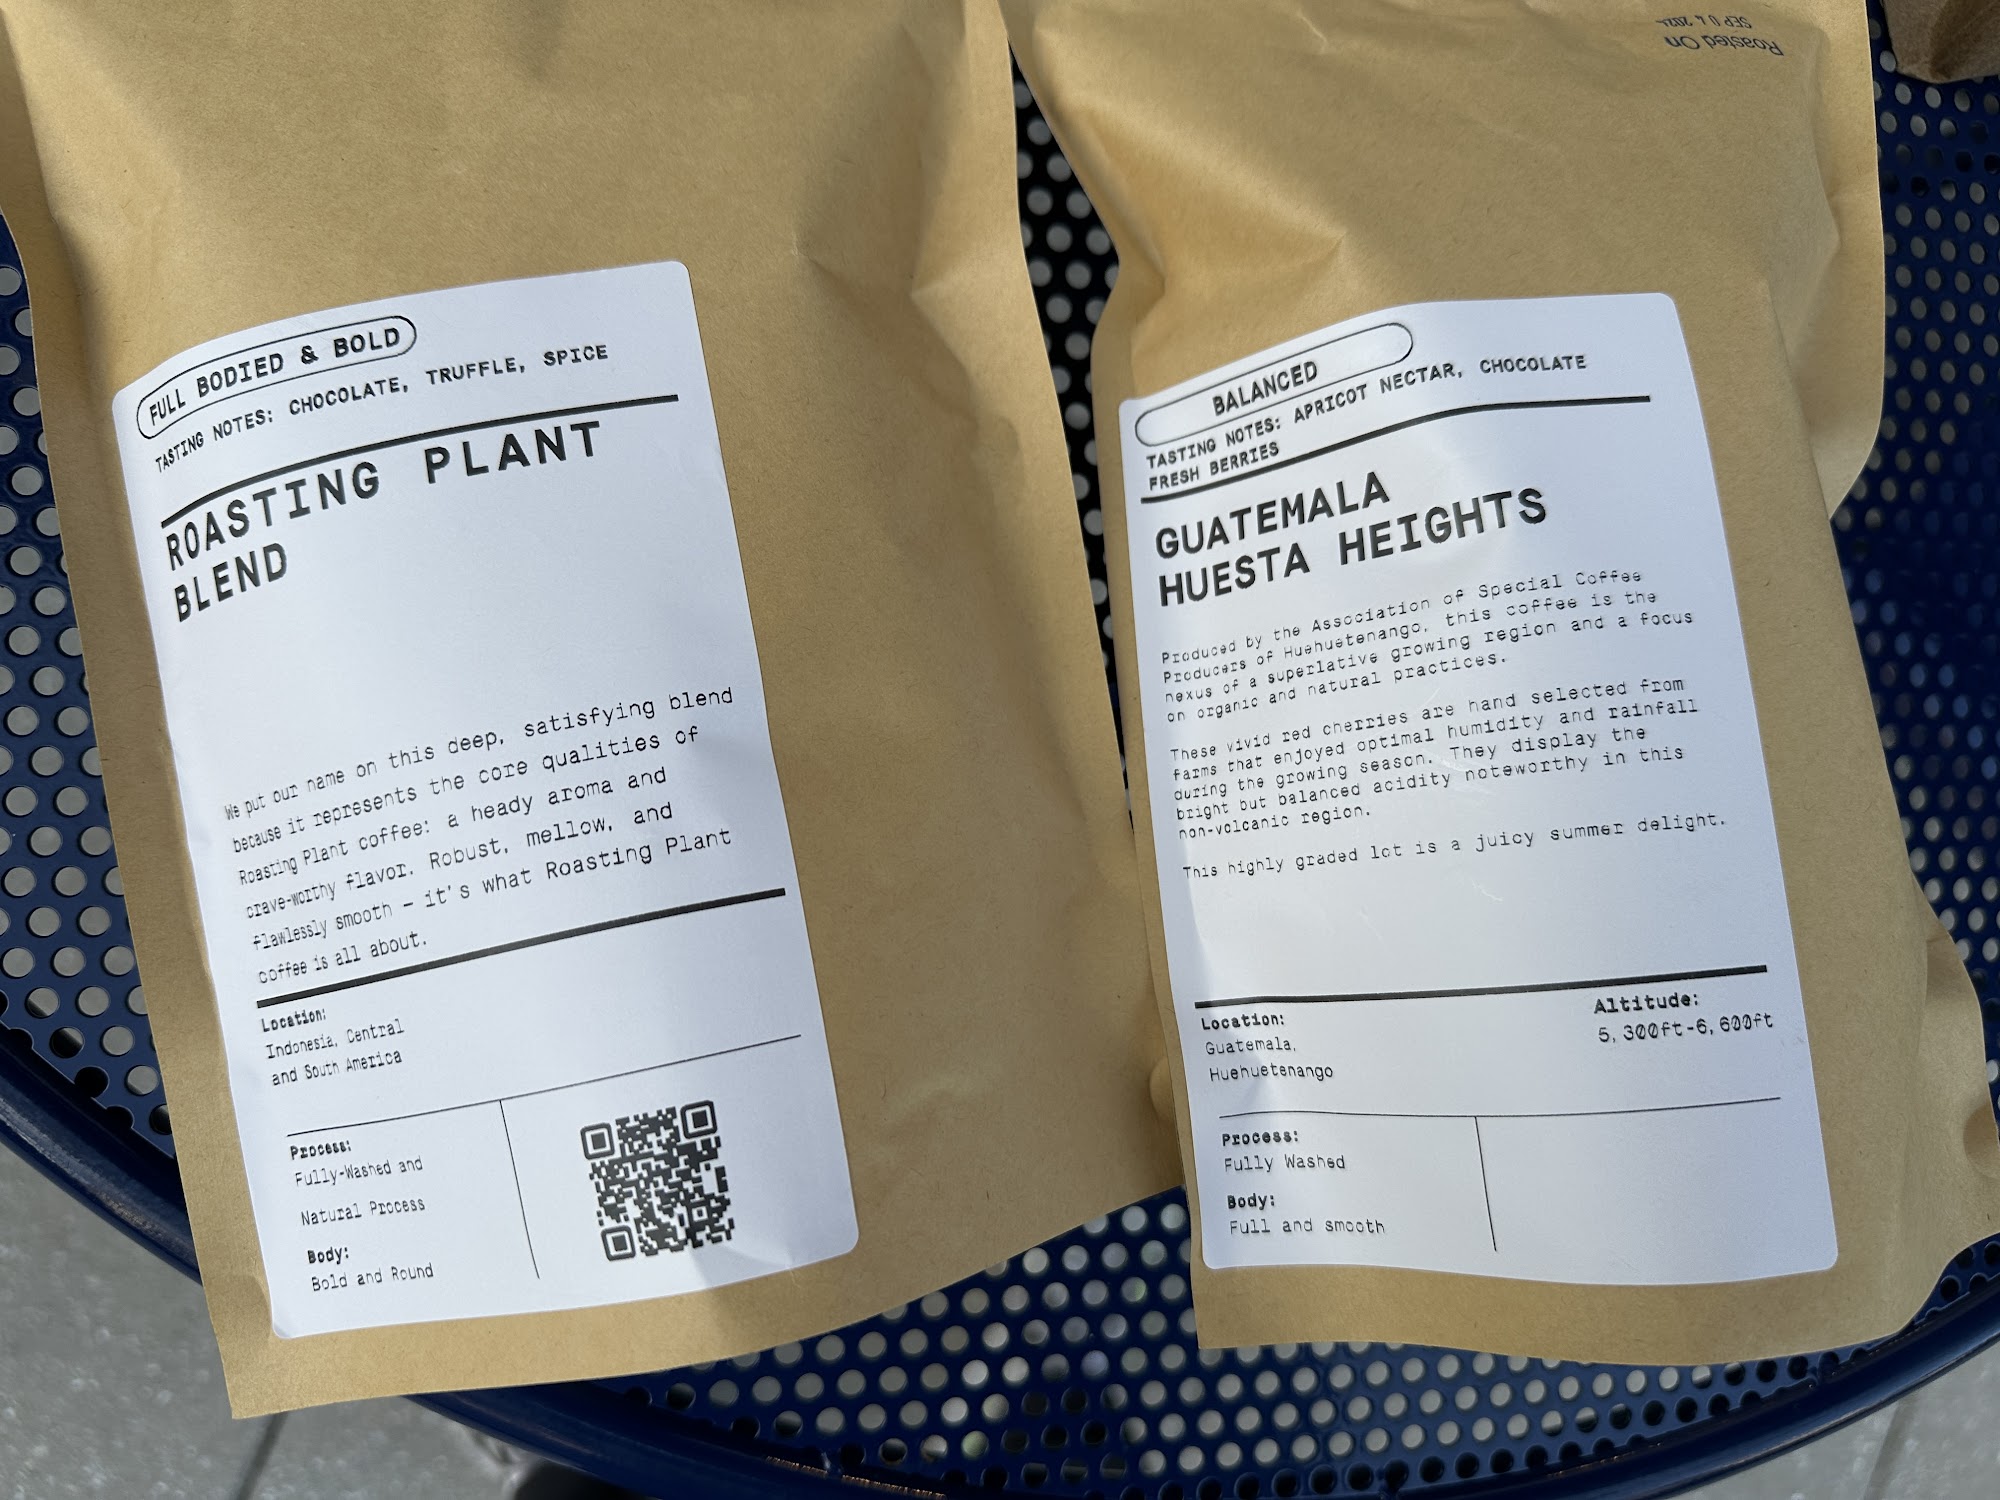 FULL BODIED & BOLD
TASTING NOTES: CHOCOLATE, TRUFFLE, SPICE
ROASTING PLANT
BLEND
We put our name on this deep, satisfying blend
because it represents the core qualities of
Roasting Plant coffee: a heady aroma and
crave-worthy flavor. Robust, mellow, and
flawlessly smooth – it's what Roasting Plant
coffee is all about.
Location:
Indonesia, Central
and South America
Process:
Fully-Washed and
Natural Process
Body:
Bold and Round
Roasted On
SEP 04 202
BALANCED
TASTING NOTES: APRICOT NECTAR, CHOCOLATE
FRESH BERRIES
GUATEMALA
HUESTA HEIGHTS
Produced by the Association of Special Coffee
Producers of Huehuetenango, this coffee is the
nexus of a superlative growing region and a focus
on organic and natural practices.
These vivid red cherries are hand selected from
farms that enjoyed optimal humidity and rainfall
during the growing season. They display the
bright but balanced acidity noteworthy in this
non-volcanic region.
This highly graded lot is a juicy summer delight.
Location:
Guatemala,
Huehuetenango
Altitude:
5,300ft-6,600ft
Process:
Fully Washed
Body:
Full and smooth